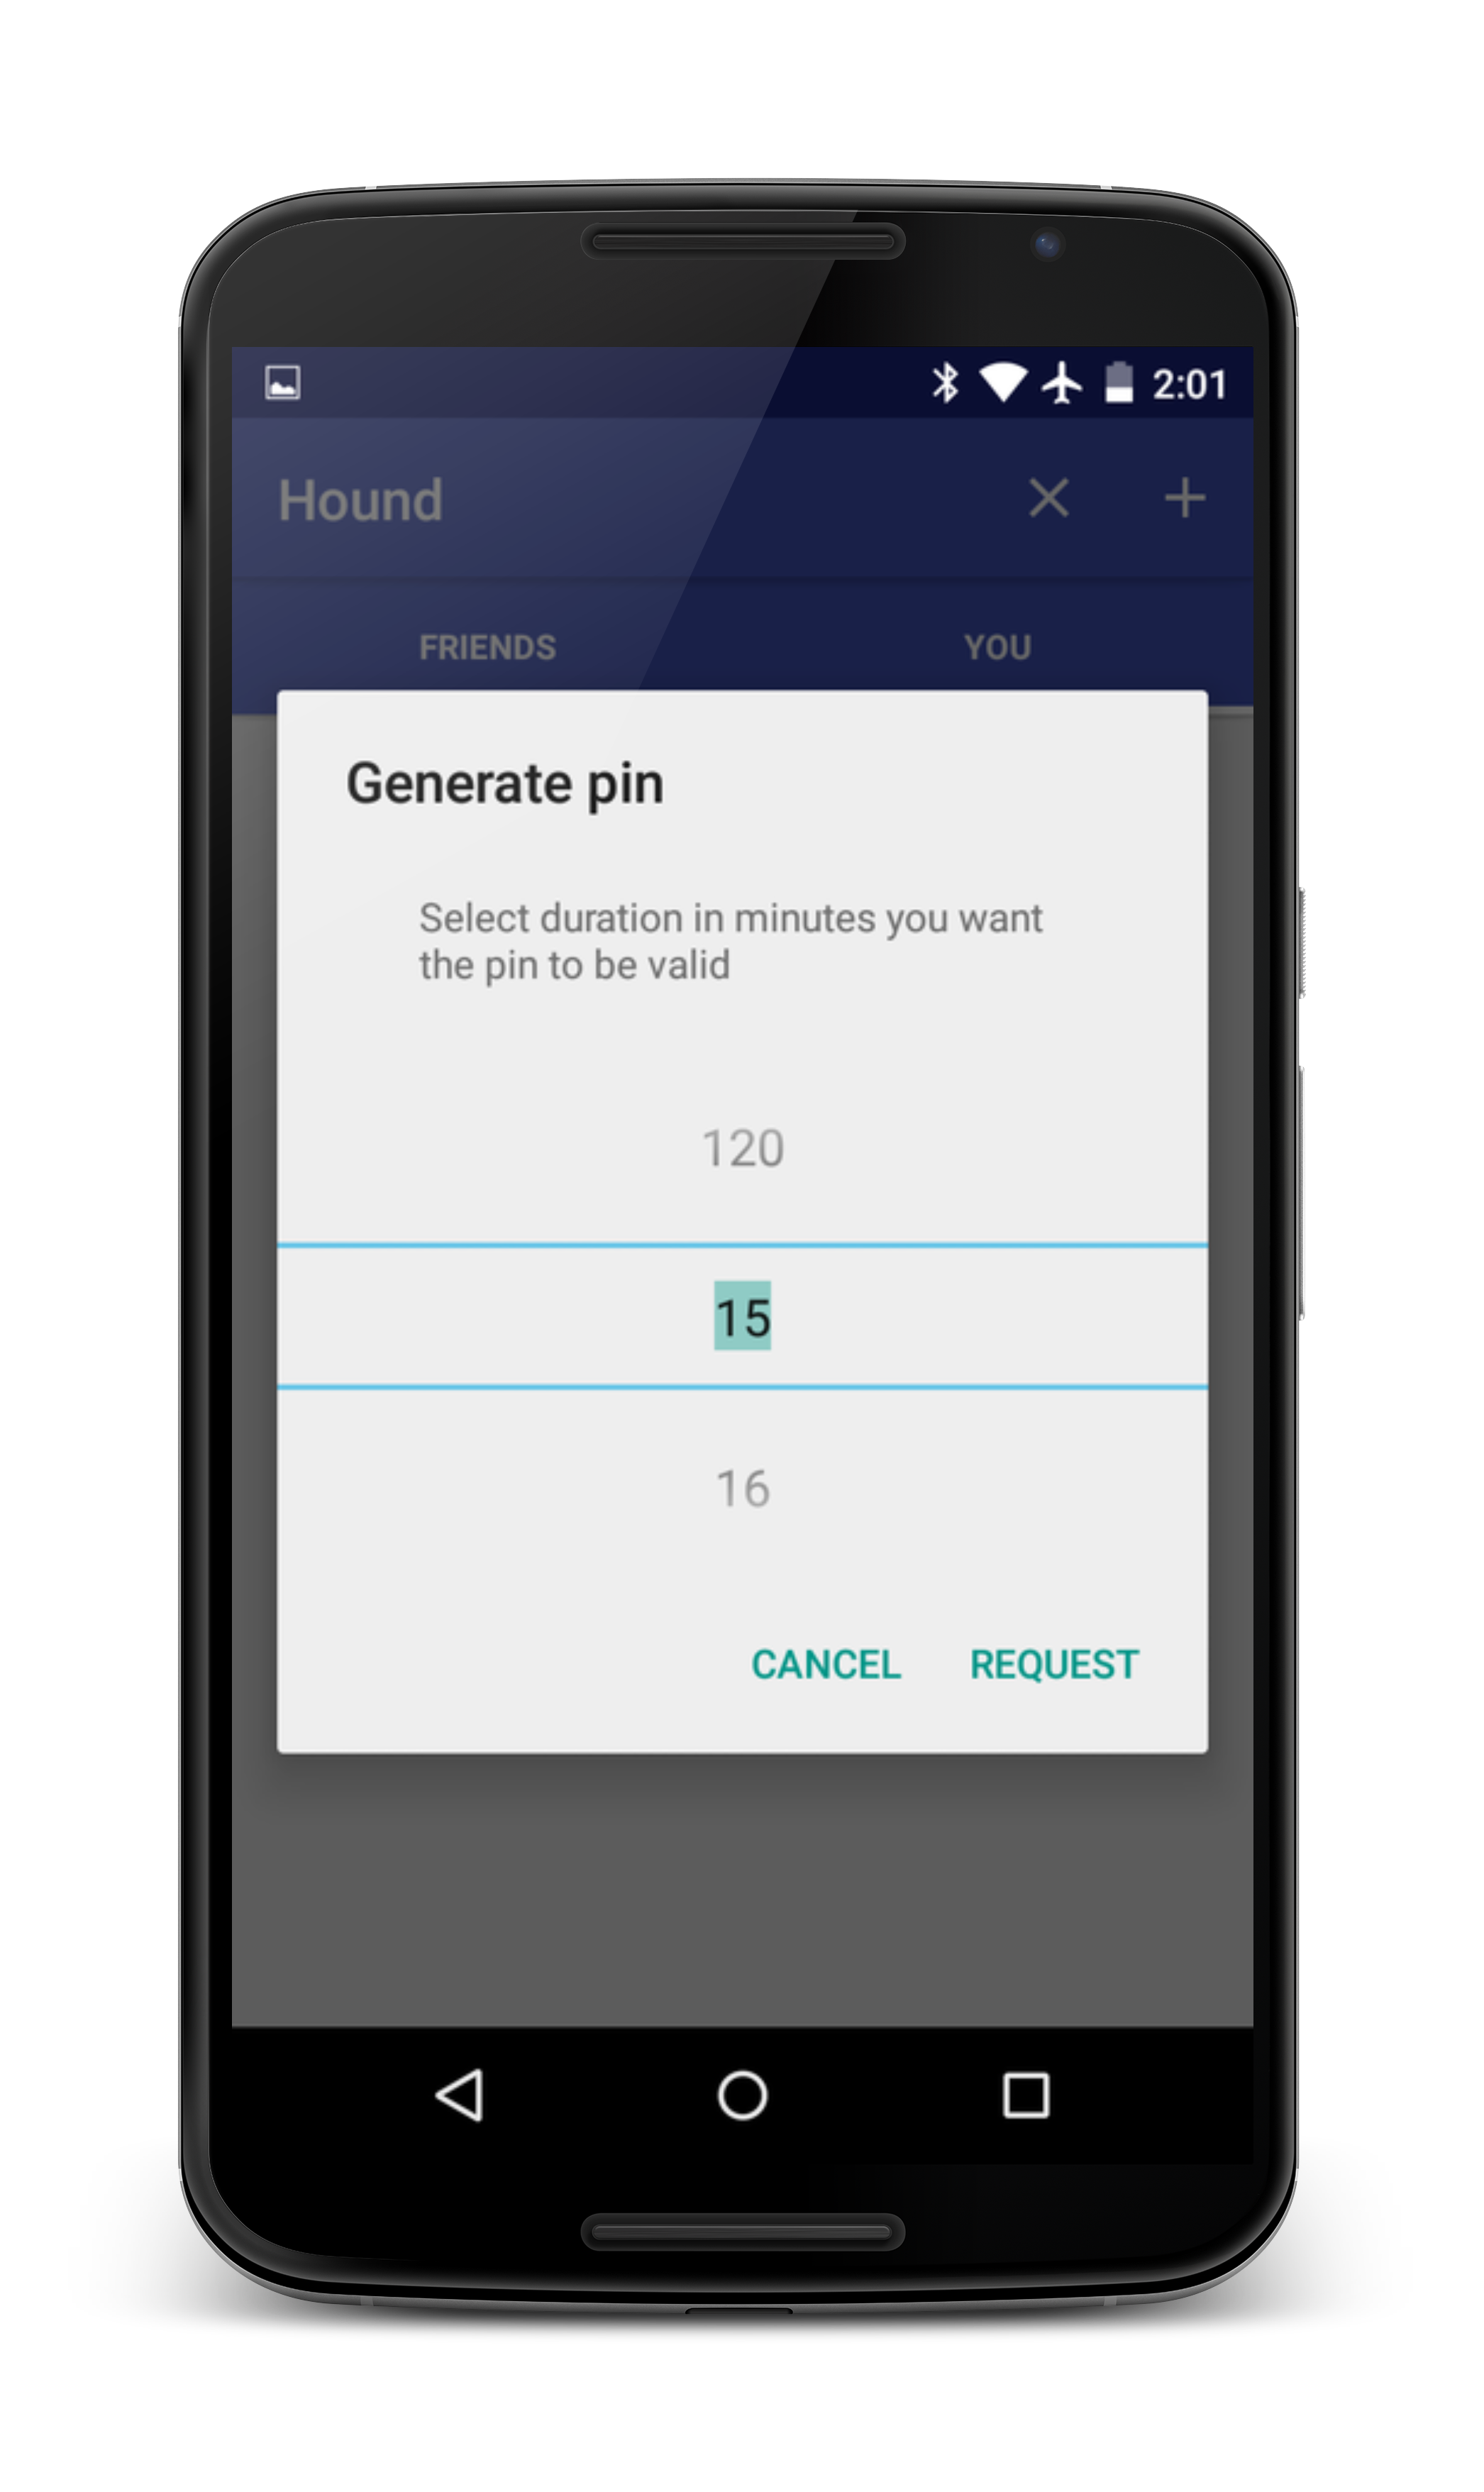 2:01
Hound
FRIENDS YOU
Generate pin
Select duration in minutes you want
the pin to be valid
120
15
16
CANCEL REQUEST